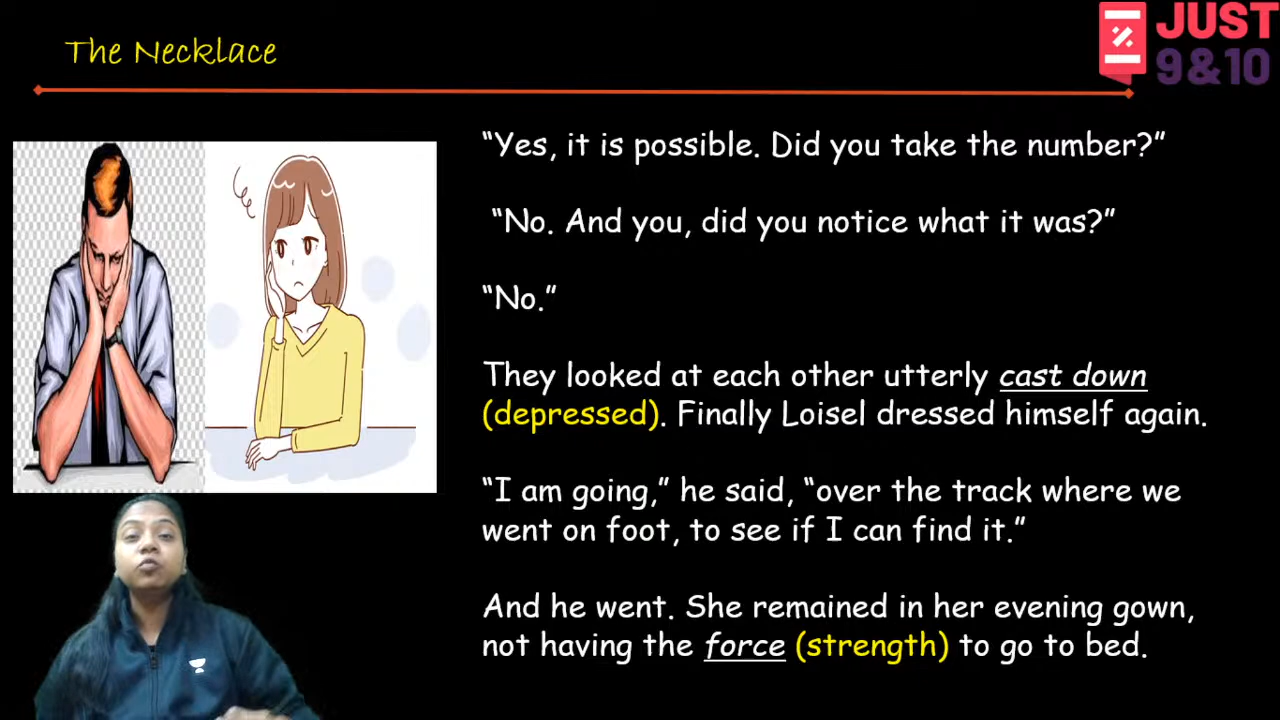 The Necklace
JUST
9&10
“Yes, it is possible. Did you take the number?”
“No. And you, did you notice what it was?”
“No.”
They looked at each other utterly cast down
(depressed). Finally Loisel dressed himself again.
“I am going,” he said, “over the track where we
went on foot, to see if I can find it.”
And he went. She remained in her evening gown,
not having the force (strength) to go to bed.